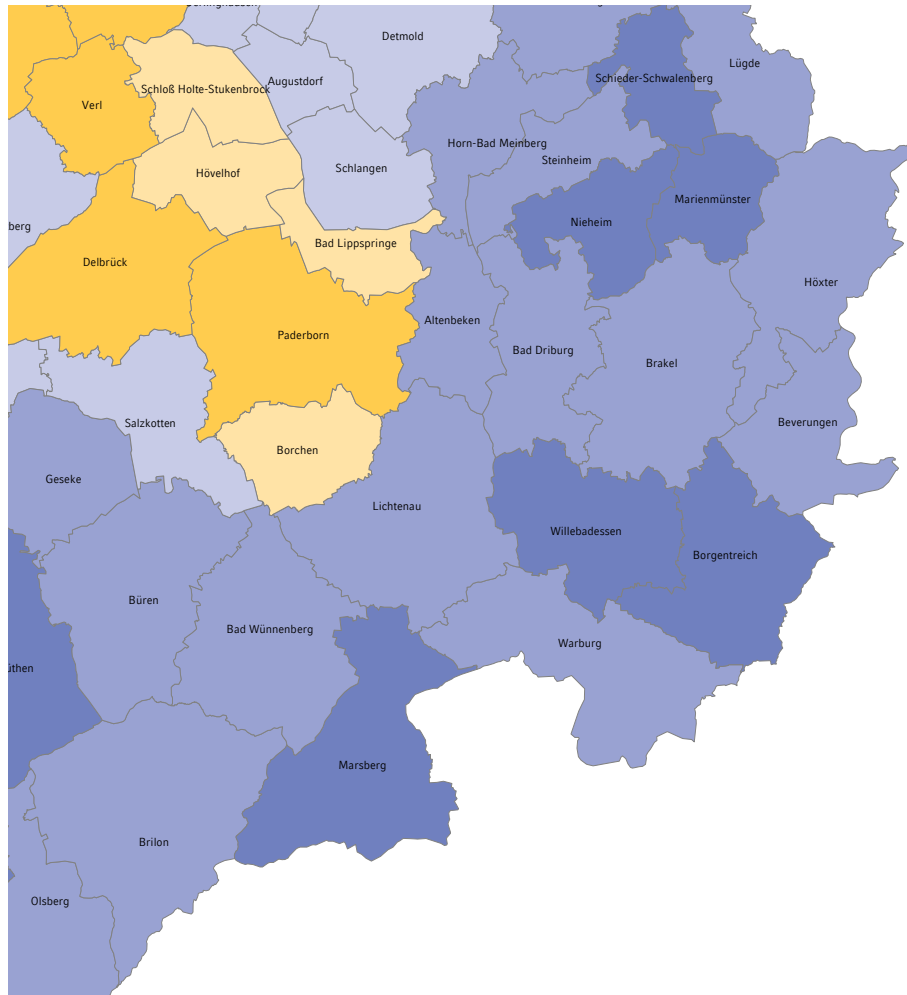 Detmold
Lügde
Schieder-Schwalenberg
Augustdorf
Schloß Holte-Stukenbrock
Verl
Horn-Bad Meinberg
Steinheim
Schlangen
Hövelhof
Marienmünster
Nieheim
berg
Bad Lippspringe
Delbrück
Höxter
Altenbeken
Paderborn
Bad Driburg
Brakel
Salzkotten
Beverungen
Borchen
Geseke
Lichtenau
Willebadessen
Borgentreich
Büren
Bad Wünnenberg
Warburg
üthen
Marsberg
Brilon
Olsberg